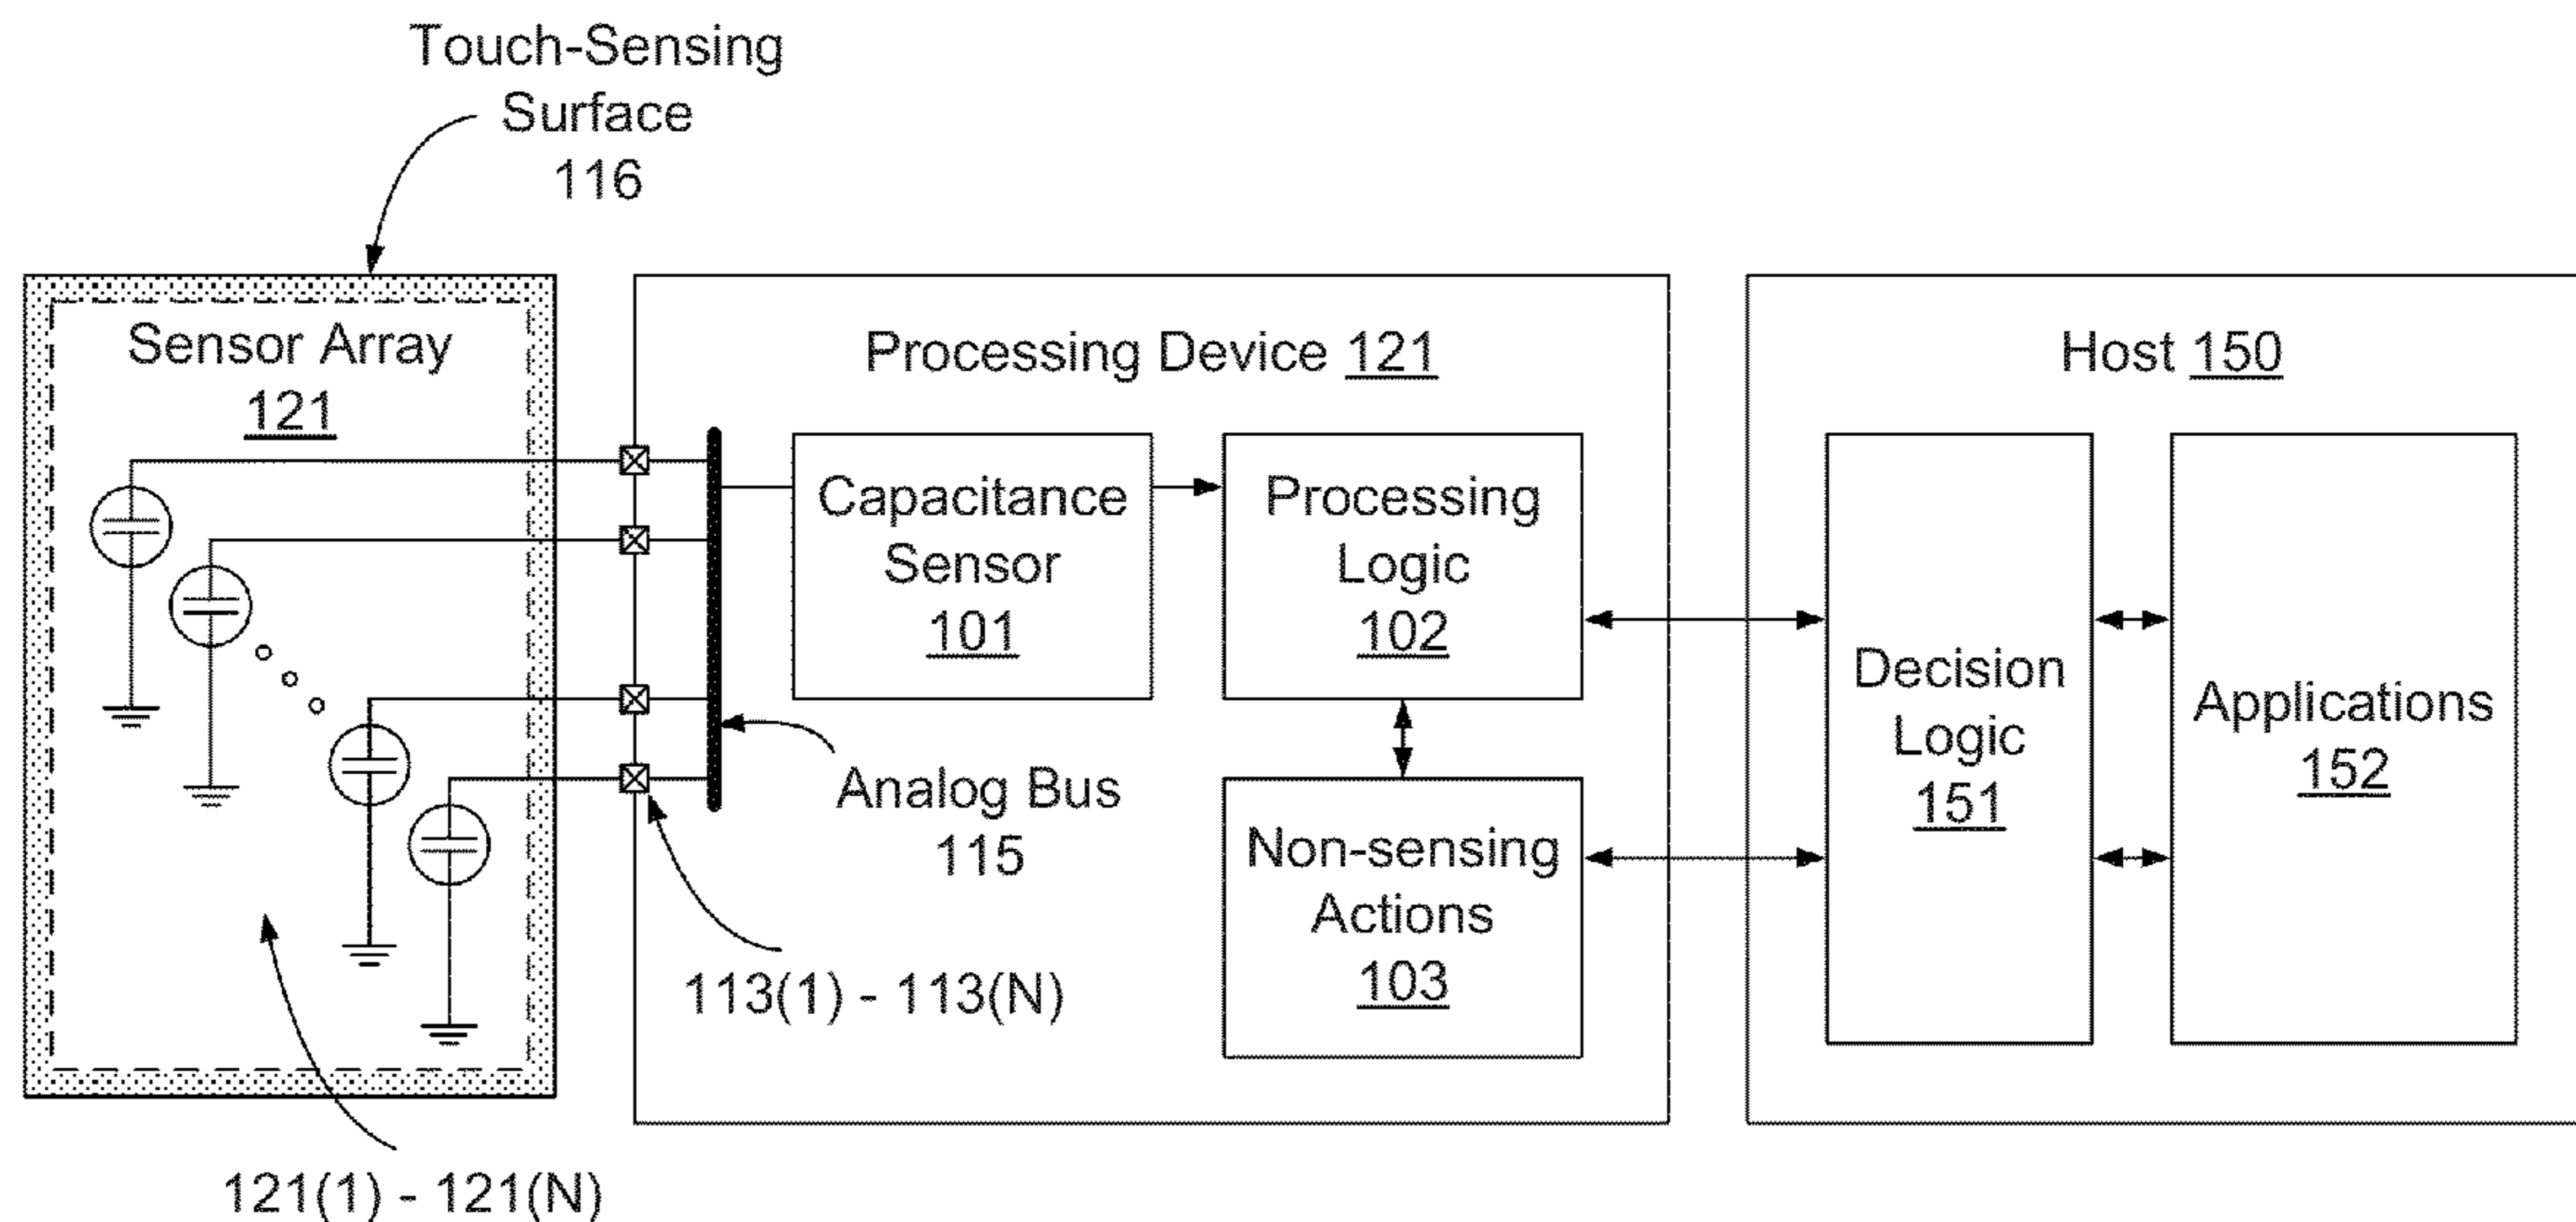 Touch-Sensing
Surface
116
Sensor Array
121
Processing Device 121
Host 150
Capacitance
Sensor
101
Processing
Logic
102
Decision
Logic
151
Applications
152
Analog Bus
115
Non-sensing
Actions
103
113(1) - 113(N)
121(1) - 121(N)